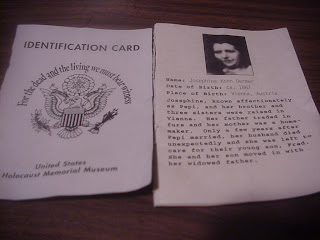 IDENTIFICATION CARD
For the dead and the living we must bear witness
United States
Holocaust Memorial Museum
Name: Josephine
Date of Birth:
Place of Birth: Vienna, Austria
Josephine, known affectionately
as Pepi, and her brother and
three sisters were raised in
Vienna. Her father traded in
furs and her mother was a home-
maker. Only a few years after
Pepi married, her husband died
unexpectedly and she was left to
care for their young son, Fred.
She and her son moved in with
her widowed father.